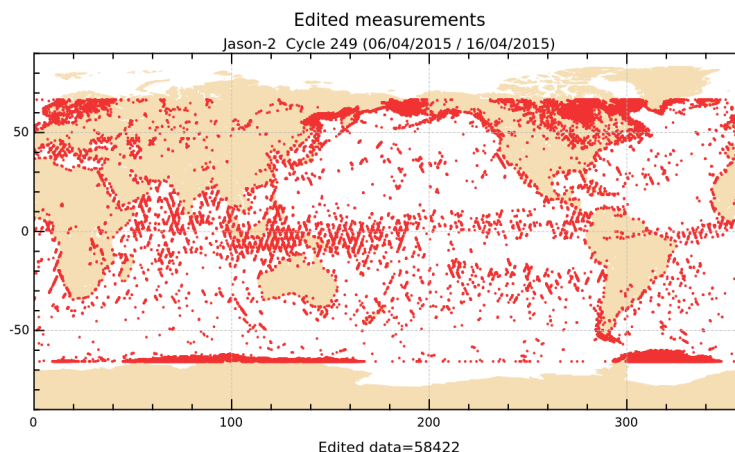 Edited measurements
Jason-2 Cycle 249 (06/04/2015 / 16/04/2015)
50
0
-50
0 100 200 300
Edited data=58422